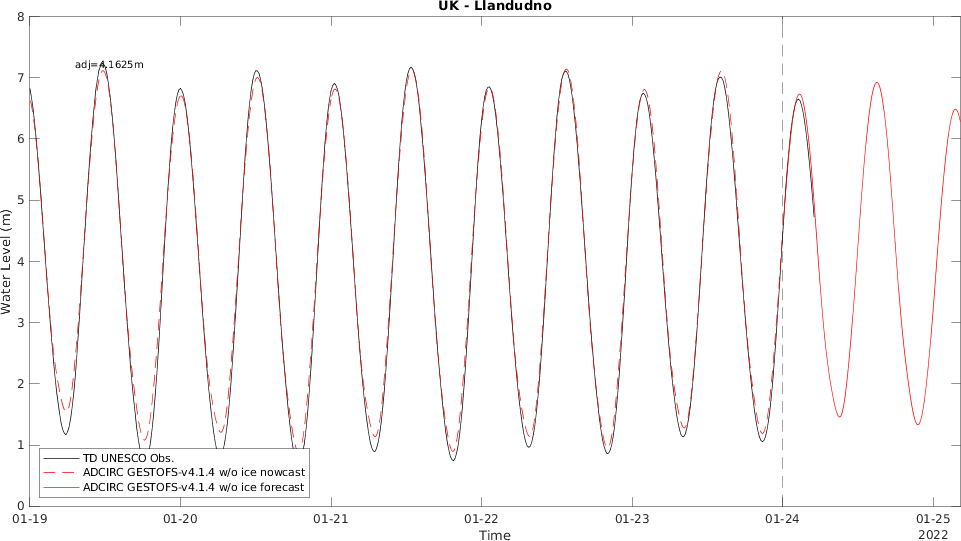 UK - Llandudno
8
7
6
5
4
3
2
1
0
Water Level (m)
adj=4.1625m
TD UNESCO Obs.
ADCIRC GESTOFS-v4.1.4 w/o ice nowcast
ADCIRC GESTOFS-v4.1.4 w/o ice forecast
01-19 01-20 01-21 01-22 01-23 01-24 01-25
Time
2022